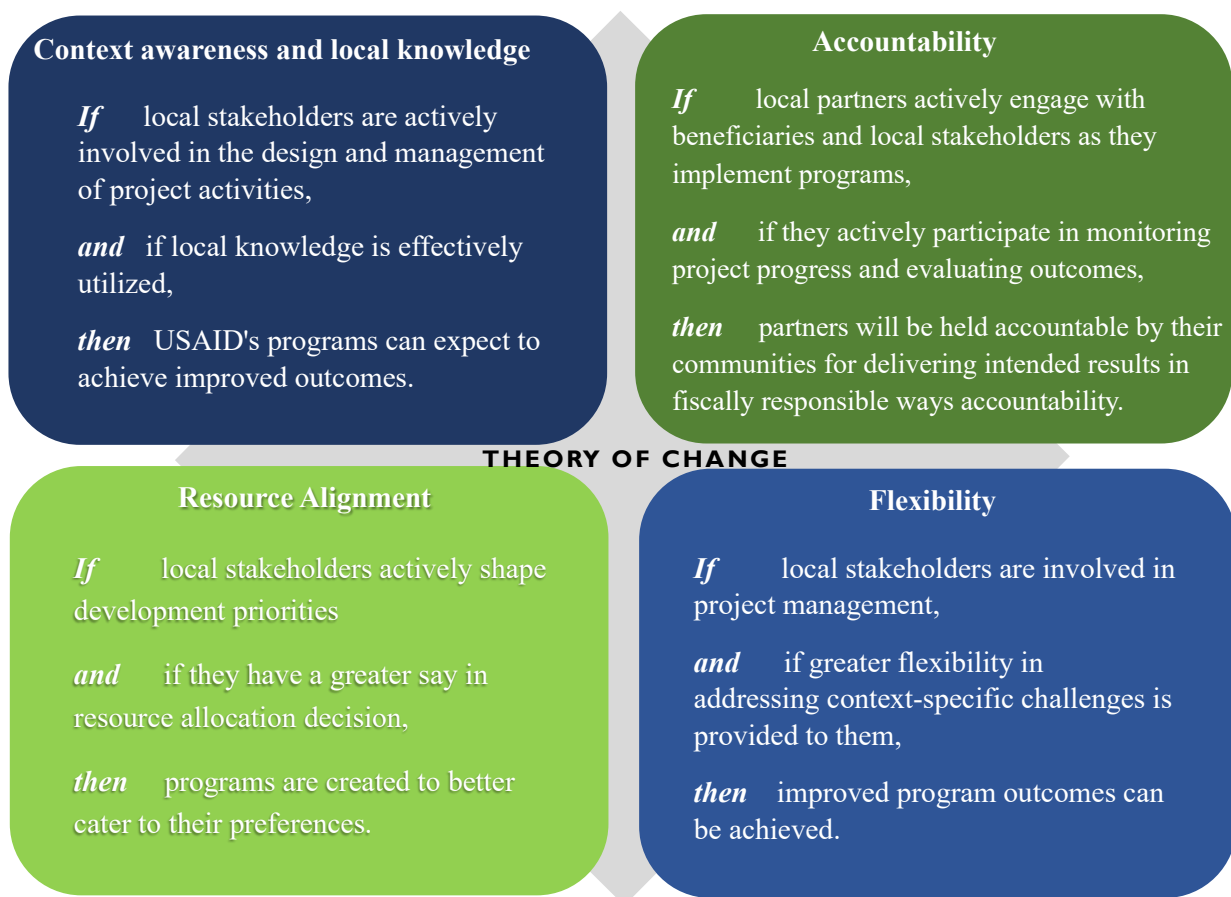 Context awareness and local knowledge
If local stakeholders are actively
involved in the design and management
of project activities,
and if local knowledge is effectively
utilized,
then USAID's programs can expect to
achieve improved outcomes.
Accountability
If local partners actively engage with
beneficiaries and local stakeholders as they
implement programs,
and if they actively participate in monitoring
project progress and evaluating outcomes,
then partners will be held accountable by their
communities for delivering intended results in
fiscally responsible ways accountability.
THEORY OF CHANGE
Resource Alignment
If local stakeholders actively shape
development priorities
and if they have a greater say in
resource allocation decision,
then programs are created to better
cater to their preferences.
Flexibility
If local stakeholders are involved in
project management,
and if greater flexibility in
addressing context-specific challenges is
provided to them,
then improved program outcomes can
be achieved.